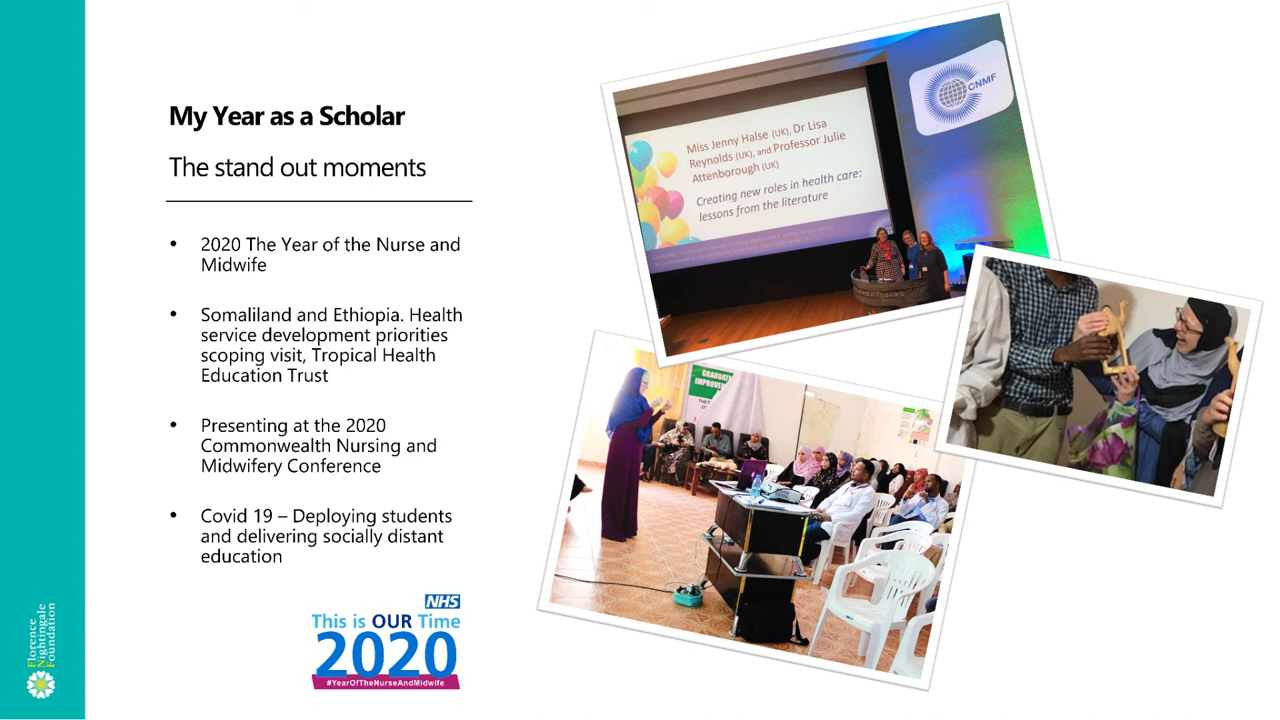 My Year as a Scholar
The stand out moments
• 2020 The Year of the Nurse and
Midwife
• Somaliland and Ethiopia. Health
service development priorities
scoping visit, Tropical Health
Education Trust
• Presenting at the 2020
Commonwealth Nursing and
Midwifery Conference
• Covid 19 – Deploying students
and delivering socially distant
education
NHS
This is OUR Time
2020
#YearOfTheNurseAndMidwife
Florence
Nightingale
Foundation
CNMF
Miss Jenny Halse (UK), Dr Lisa
Reynolds (UK), and Professor Julie
Attenborough (UK)
Creating new roles in health care:
lessons from the literature
GRADUAT
IMPROVEM